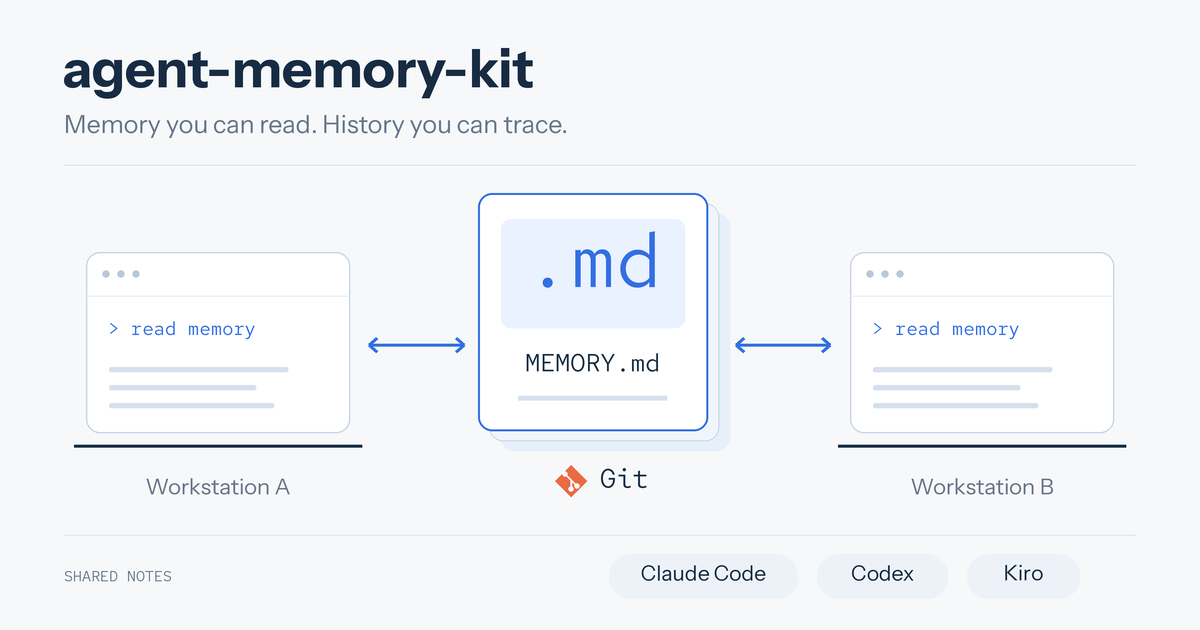 agent-memory-kit
Memory you can read. History you can trace.
> read memory
Workstation A
.md
MEMORY.md
Git
> read memory
Workstation B
SHARED NOTES
Claude Code
Codex
Kiro